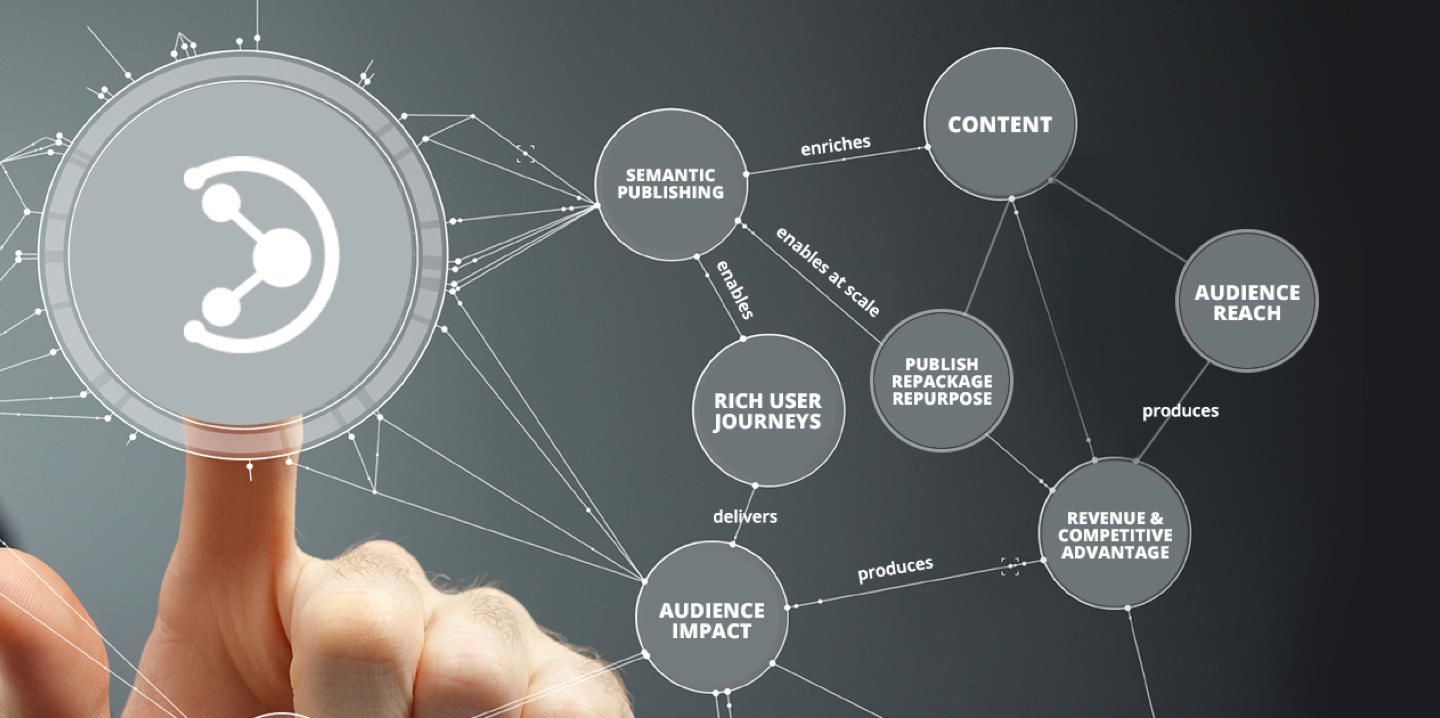 CONTENT
enriches
SEMANTIC
PUBLISHING
enables at scale
enables
AUDIENCE
REACH
PUBLISH
REPACKAGE
REPURPOSE
RICH USER
JOURNEYS
produces
delivers
REVENUE &
COMPETITIVE
ADVANTAGE
produces
AUDIENCE
IMPACT